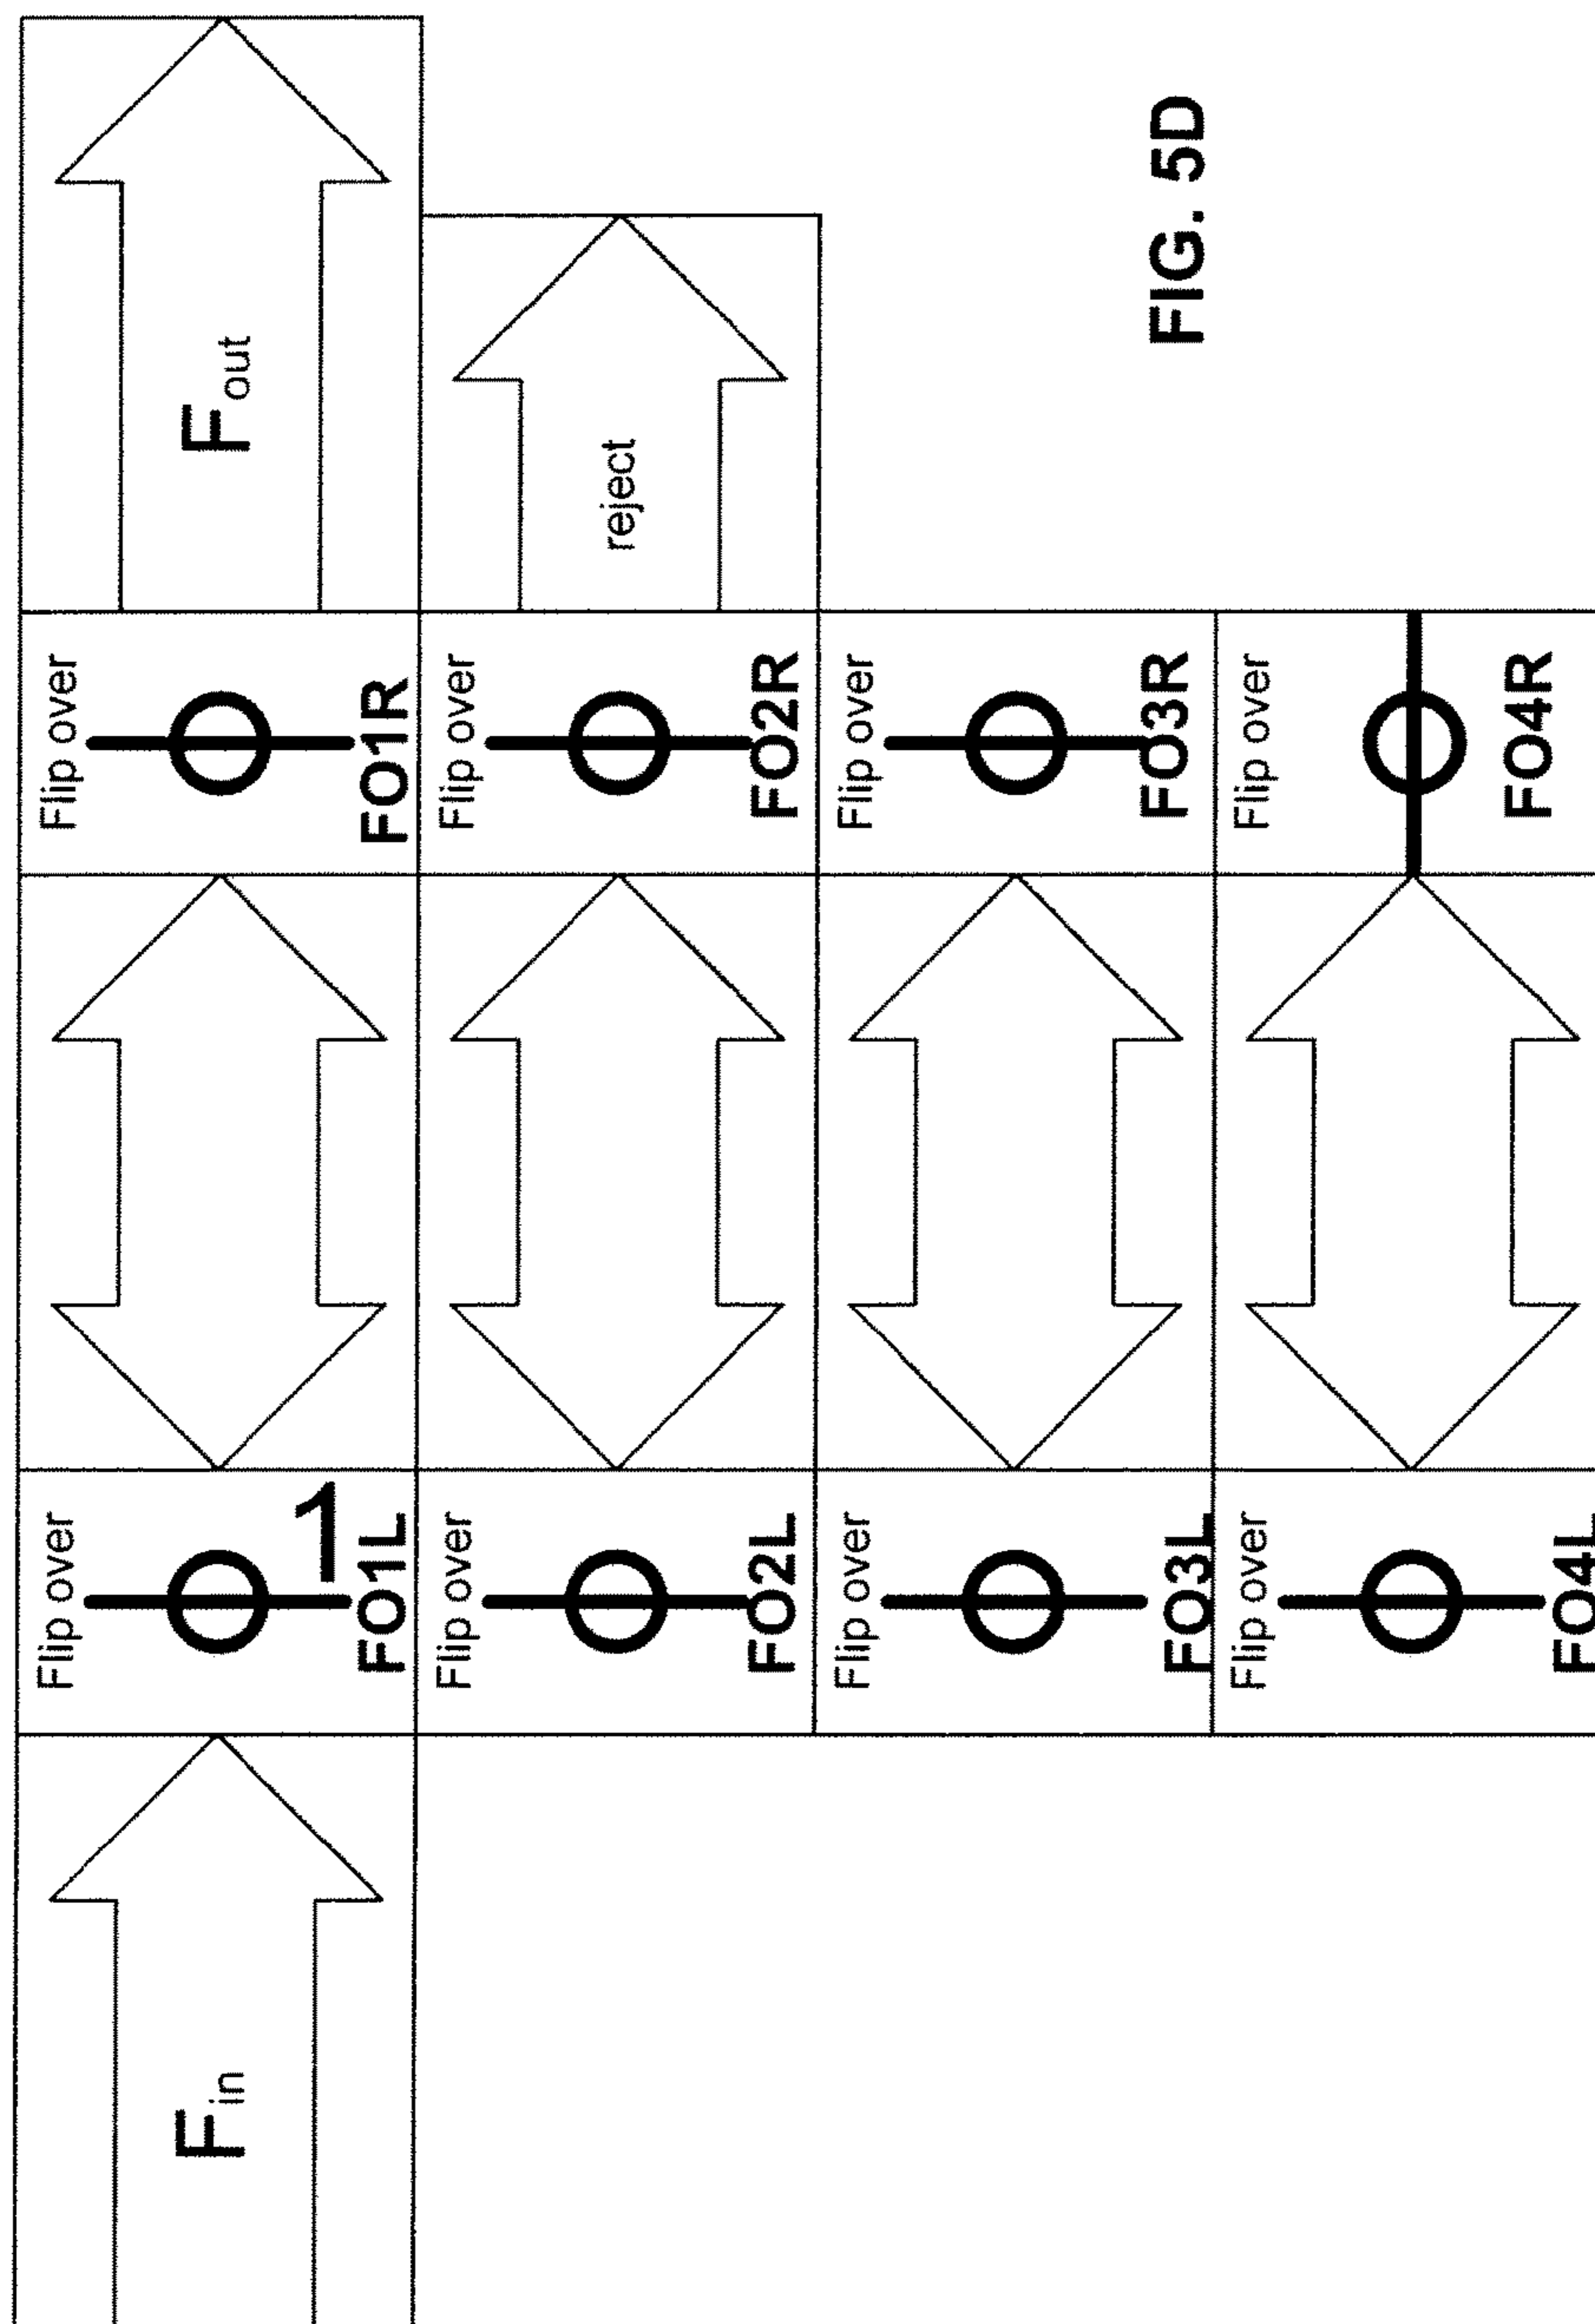 Fin
Flip over
1
FO1L
Flip over
FO1R
Fout
Flip over
FO2L
Flip over
FO2R
reject
Flip over
FO3L
Flip over
FO3R
Flip over
FO4L
Flip over
FO4R
FIG. 5D